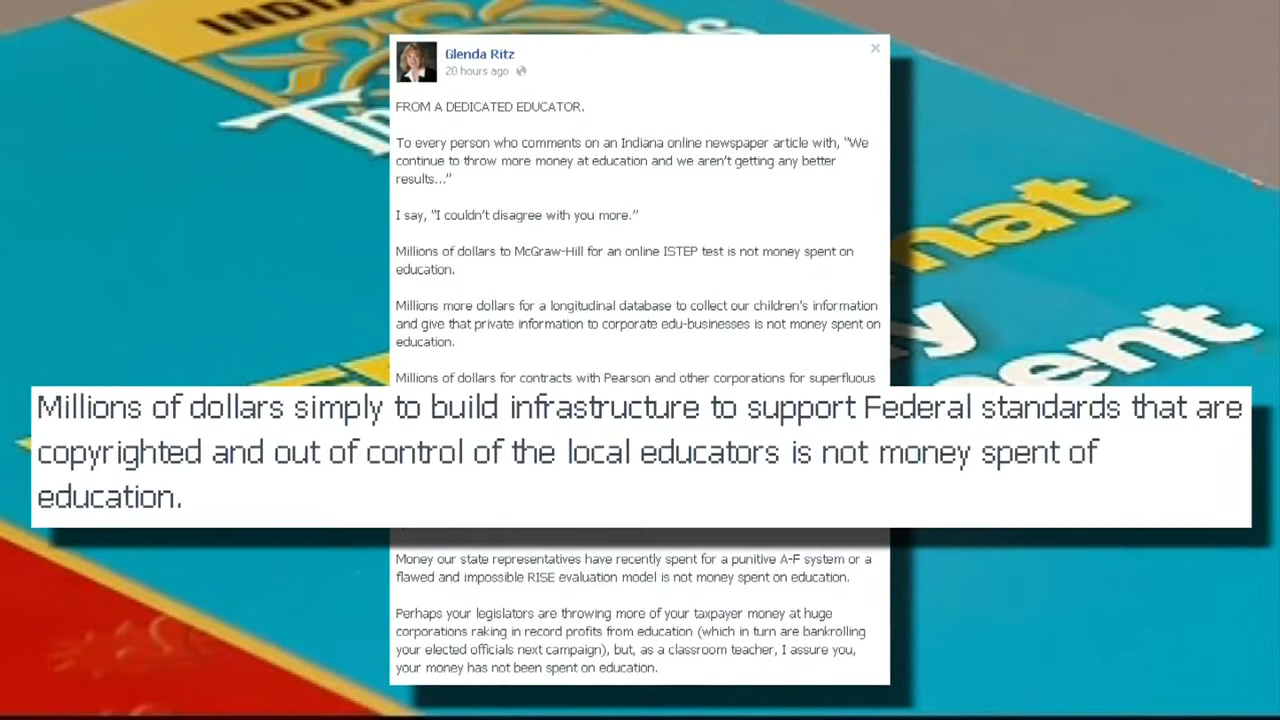 INDIA
Glenda Ritz
20 hours ago
FROM A DEDICATED EDUCATOR.
To every person who comments on an Indiana online newspaper article with, "We
continue to throw more money at education and we aren't getting any better
results..."
I say, "I couldn't disagree with you more."
Millions of dollars to McGraw-Hill for an online ISTEP test is not money spent on
education.
Millions more dollars for a longitudinal database to collect our children's information
and give that private information to corporate edu-businesses is not money spent on
education.
Millions of dollars for contracts with Pearson and other corporations for superfluous
Millions of dollars simply to build infrastructure to support Federal standards that are
copyrighted and out of control of the local educators is not money spent of
education.
Money our state representatives have recently spent for a punitive A-F system or a
flawed and impossible RISE evaluation model is not money spent on education.
Perhaps your legislators are throwing more of your taxpayer money at huge
corporations raking in record profits from education (which in turn are bankrolling
your elected officials next campaign), but, as a classroom teacher, I assure you,
your money has not been spent on education.